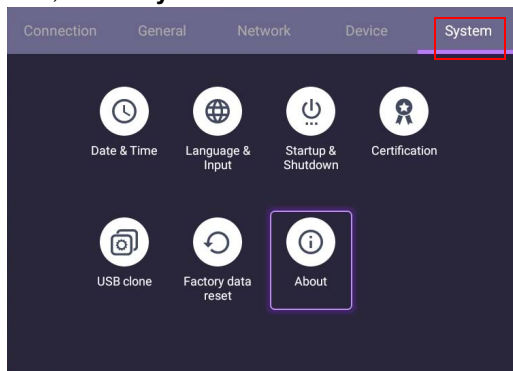 Connection General Network Device System
Date & Time Language & Startup & Certification
Input Shutdown
USB clone Factory data About
reset